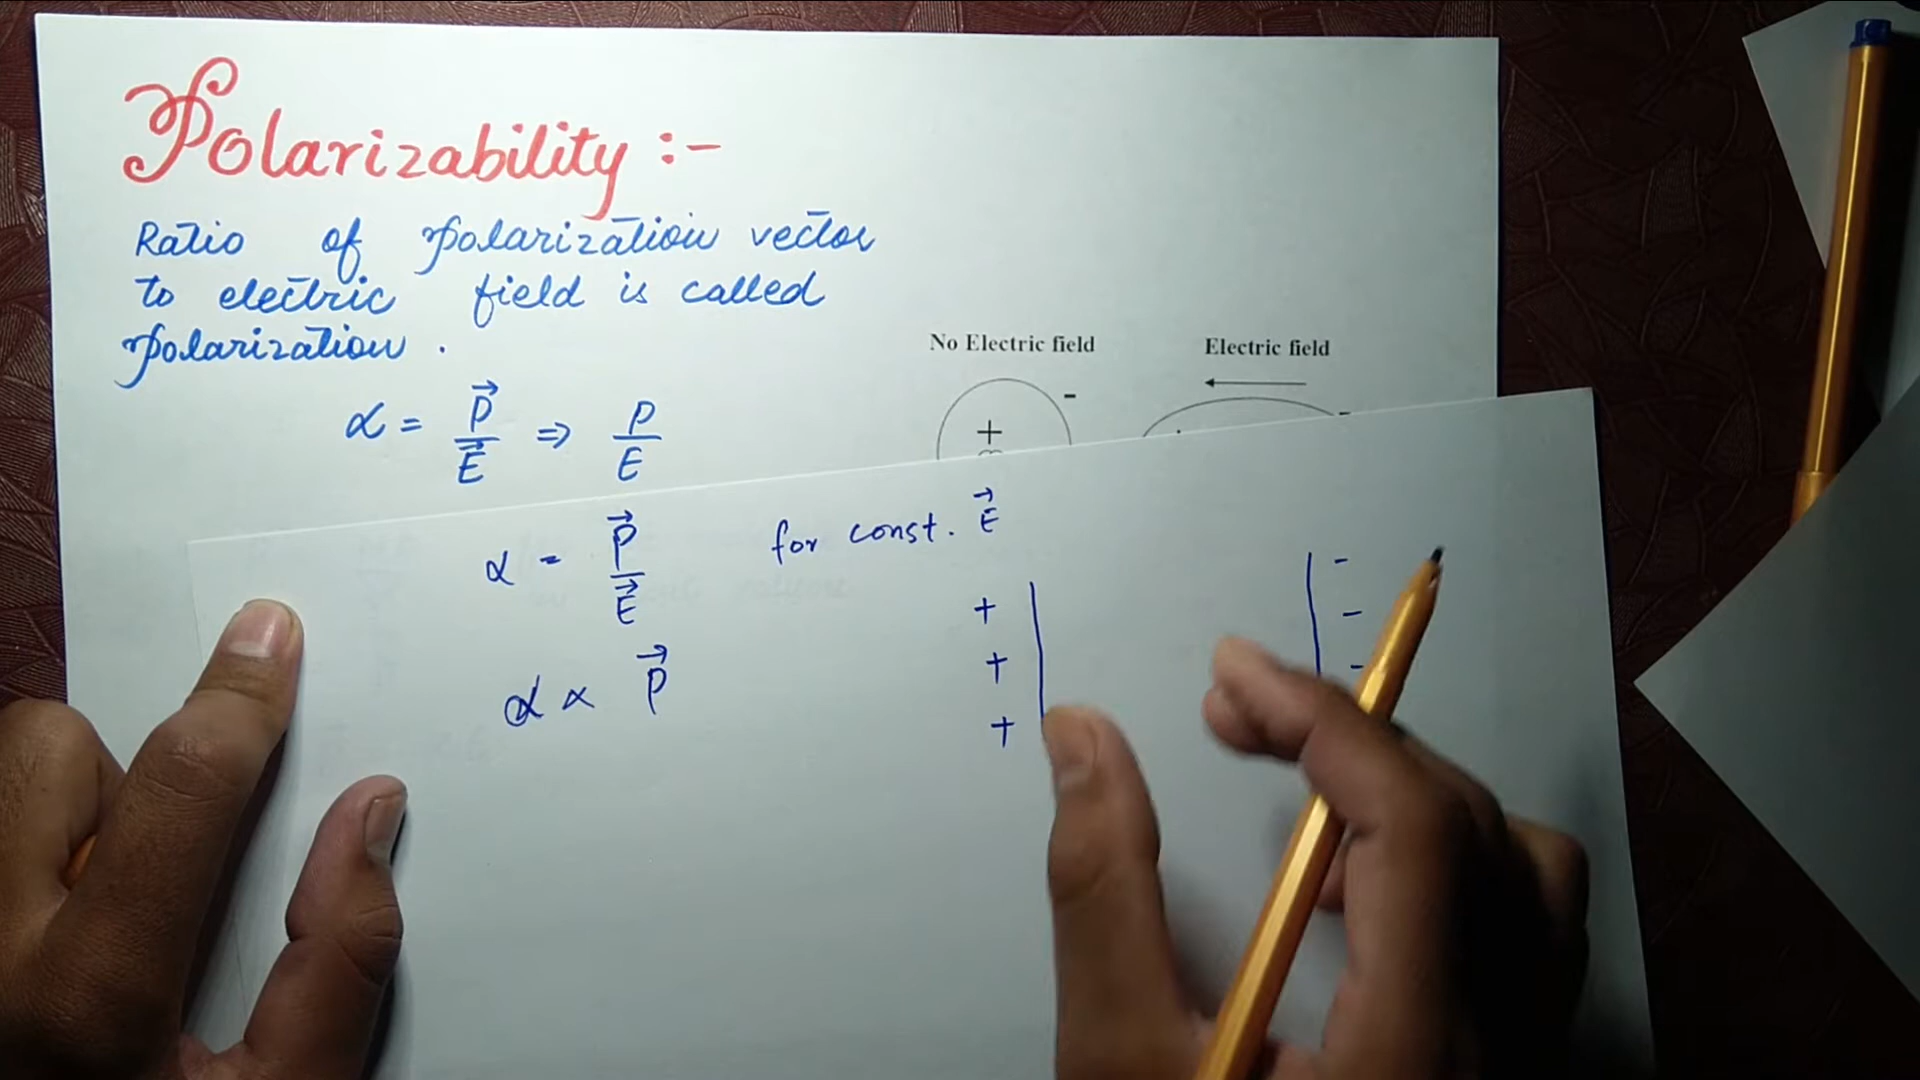 Polarizability :-
Ratio of polarization vector
to electric field is called
polarization .
No Electric field
Electric field
-
-
+
α = P⃗/E⃗ ⇒ P/E
α = P⃗/E⃗ for const. E⃗
+ -
+ -
+ -
α ∝ P⃗